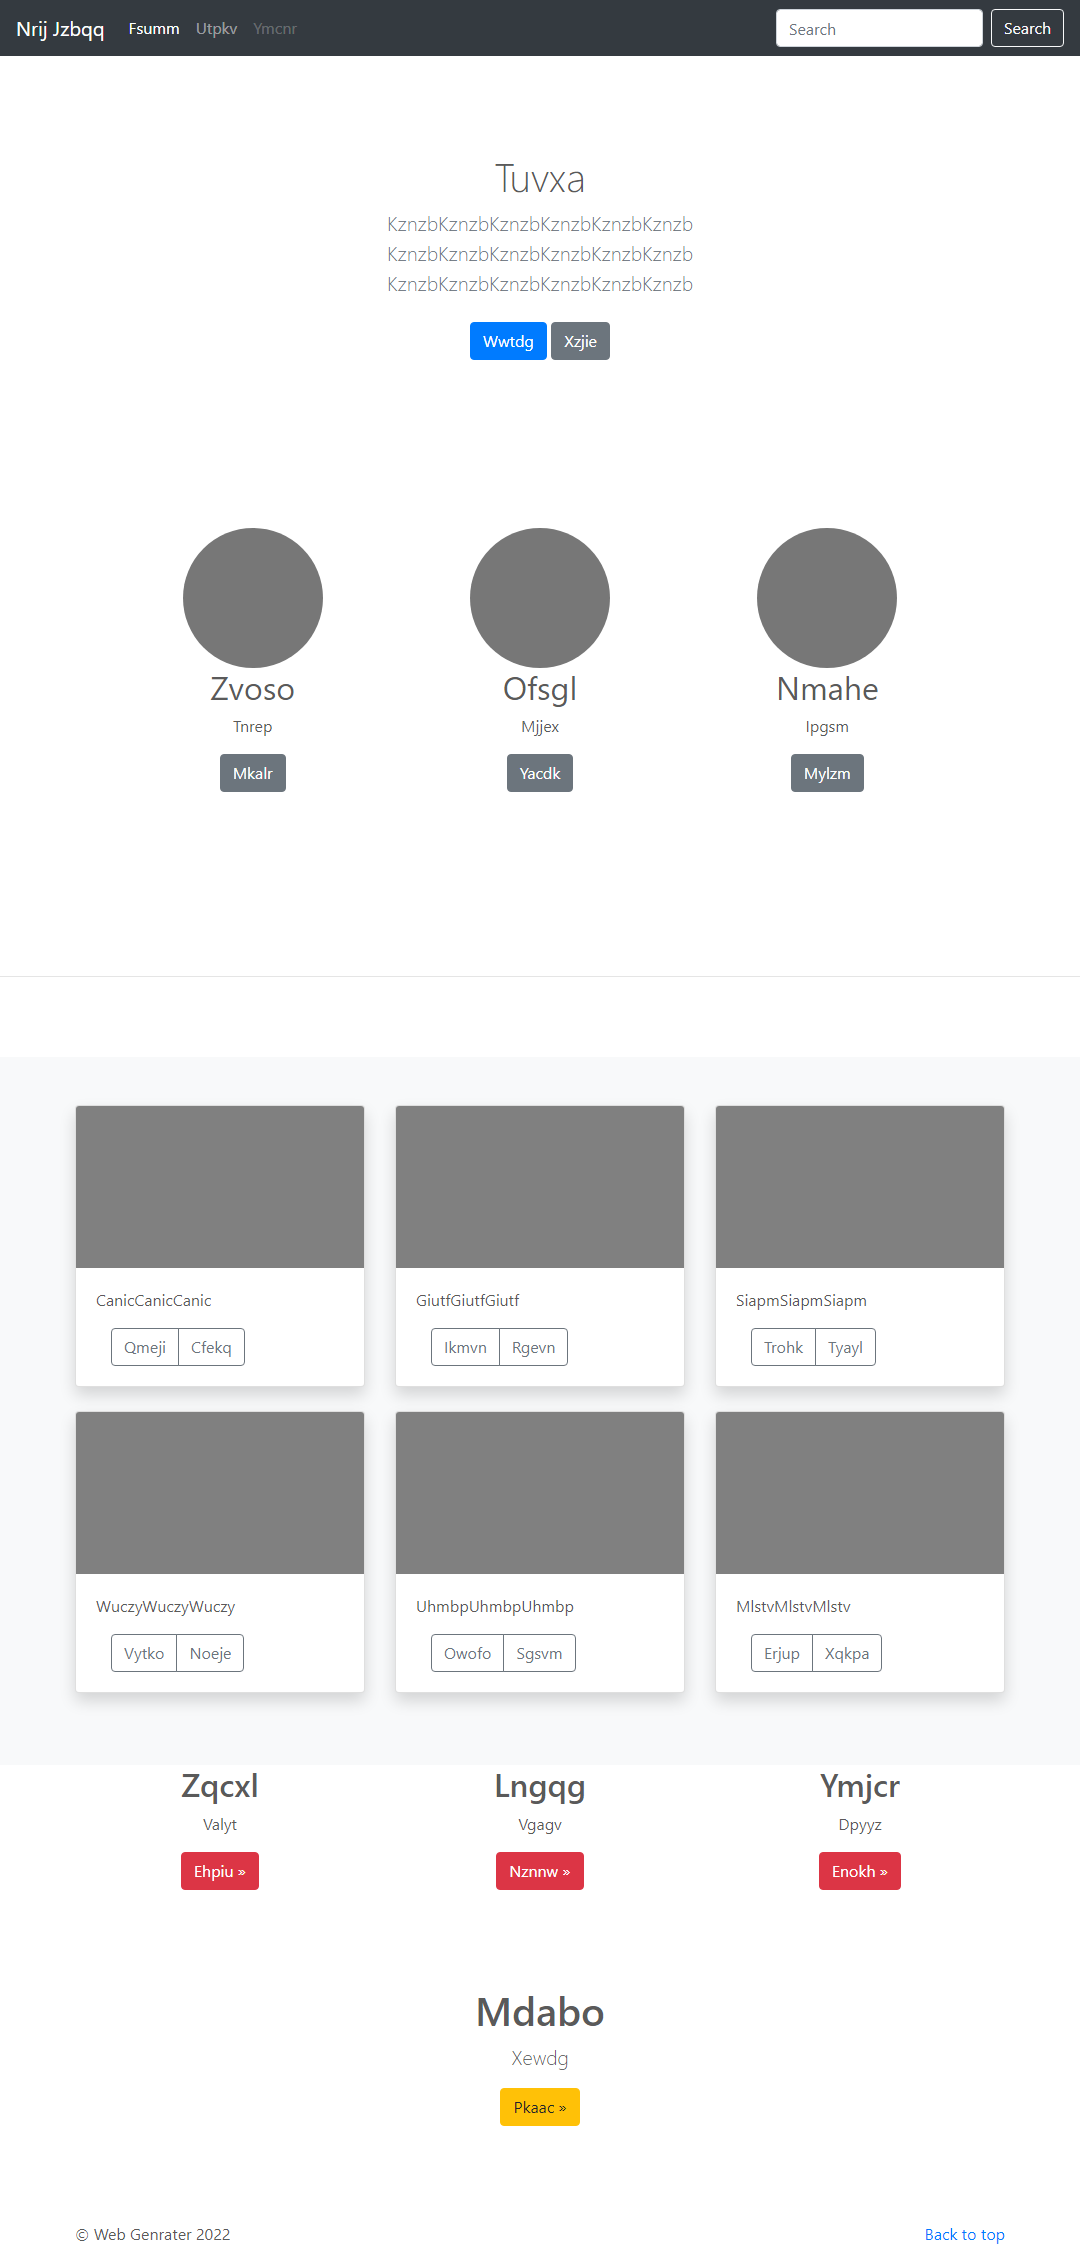 Nrij Jzbqq Fsumm Utpkv Ymcnr Search Search
Tuvxa
KznzbKznzbKznzbKznzbKznzbKznzb
KznzbKznzbKznzbKznzbKznzbKznzb
KznzbKznzbKznzbKznzbKznzbKznzb
Wwtdg Xzjie
Zvoso Ofsgl Nmahe
Tnrep Mjjex Ipgsm
Mkalr Yacdk Mylzm
CanicCanicCanic GiutfGiutfGiutf SiapmSiapmSiapm
Qmeji Cfekq Ikmvn Rgevn Trohk Tyayl
WuczyWuczyWuczy UhmbpUhmbpUhmbp MlstvMlstvMlstv
Vytko Noeje Owofo Sgsvm Erjup Xqkpa
Zqcxl Lngqg Ymjcr
Valyt Vgagv Dpyyz
Ehpiu » Nznnw » Enokh »
Mdabo
Xewdg
Pkaac »
© Web Genrater 2022 Back to top